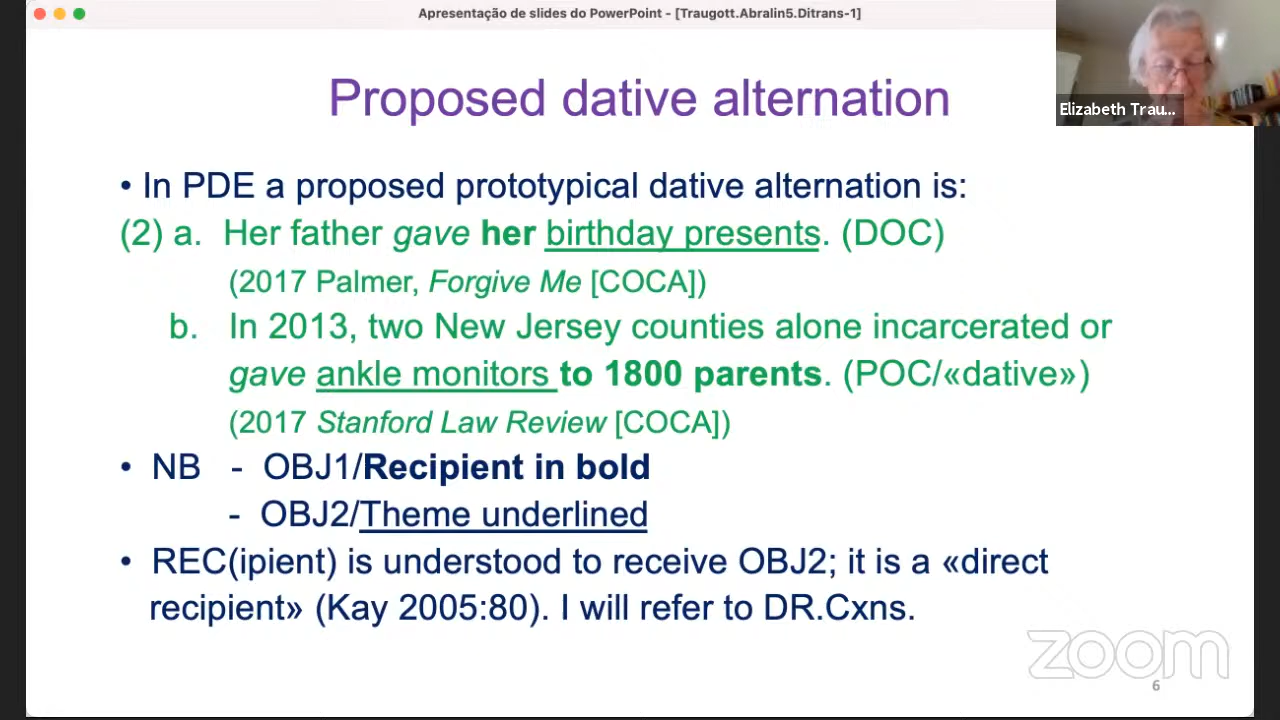 Apresentação de slides do PowerPoint - [Traugott.Abralin5.Ditrans-1]
Elizabeth Trau...
Proposed dative alternation
• In PDE a proposed prototypical dative alternation is:
(2) a. Her father gave her birthday presents. (DOC)
(2017 Palmer, Forgive Me [COCA])
b. In 2013, two New Jersey counties alone incarcerated or
gave ankle monitors to 1800 parents. (POC/«dative»)
(2017 Stanford Law Review [COCA])
• NB - OBJ1/Recipient in bold
- OBJ2/Theme underlined
• REC(ipient) is understood to receive OBJ2; it is a «direct
recipient» (Kay 2005:80). I will refer to DR.Cxns.
zoom
6